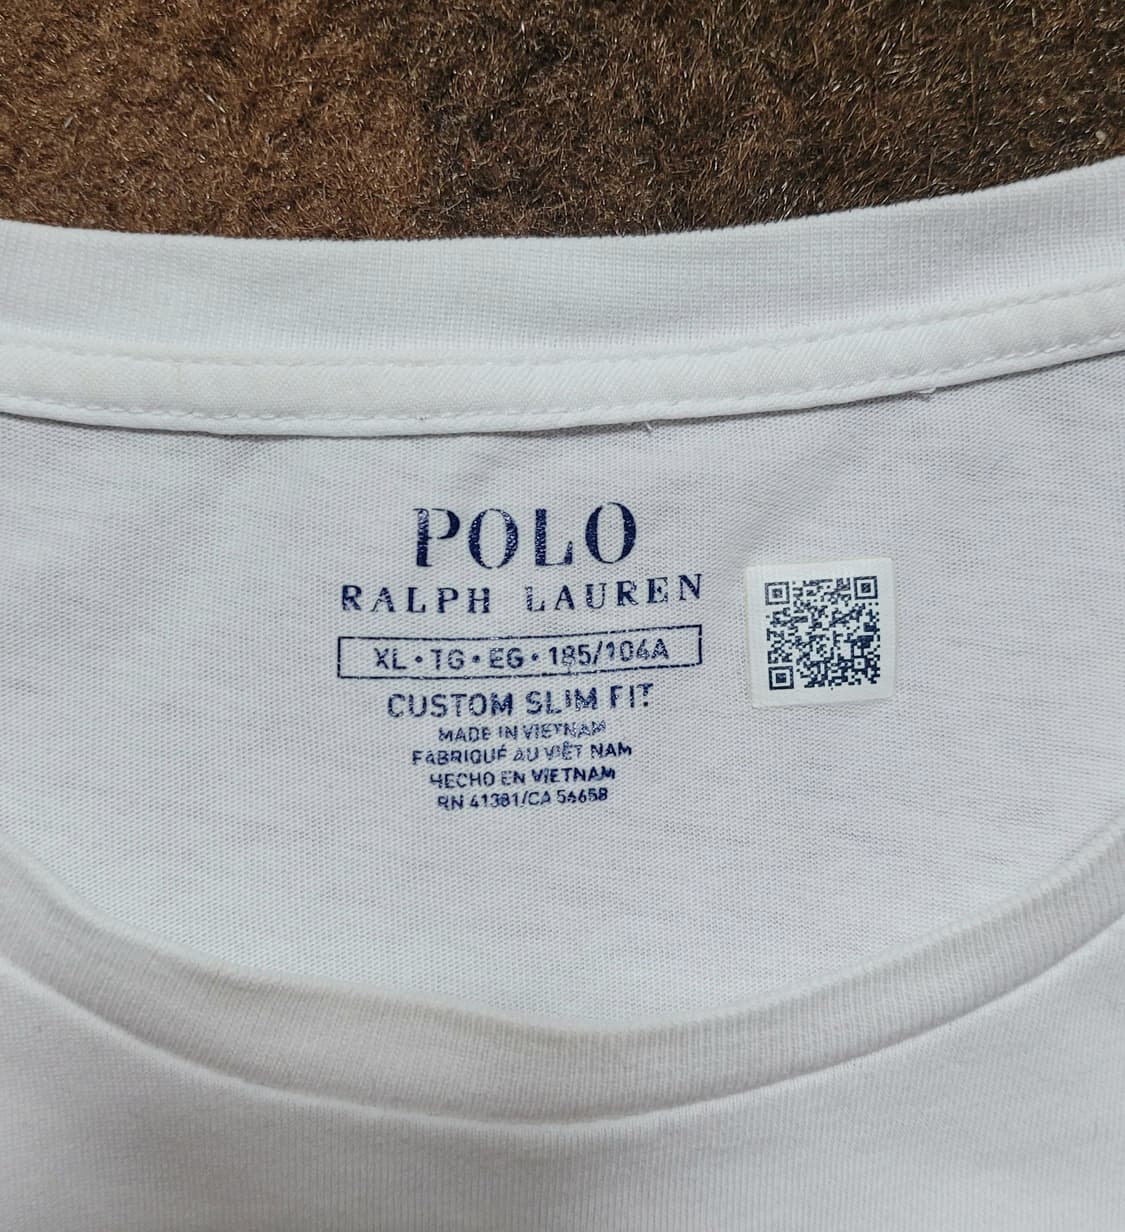 POLO
RALPH LAUREN
XL • TG • EG • 185/104A
CUSTOM SLIM FIT
MADE IN VIETNAM
FABRIQUÉ AU VIÊT NAM
HECHO EN VIETNAM
RN 41381/CA 56658